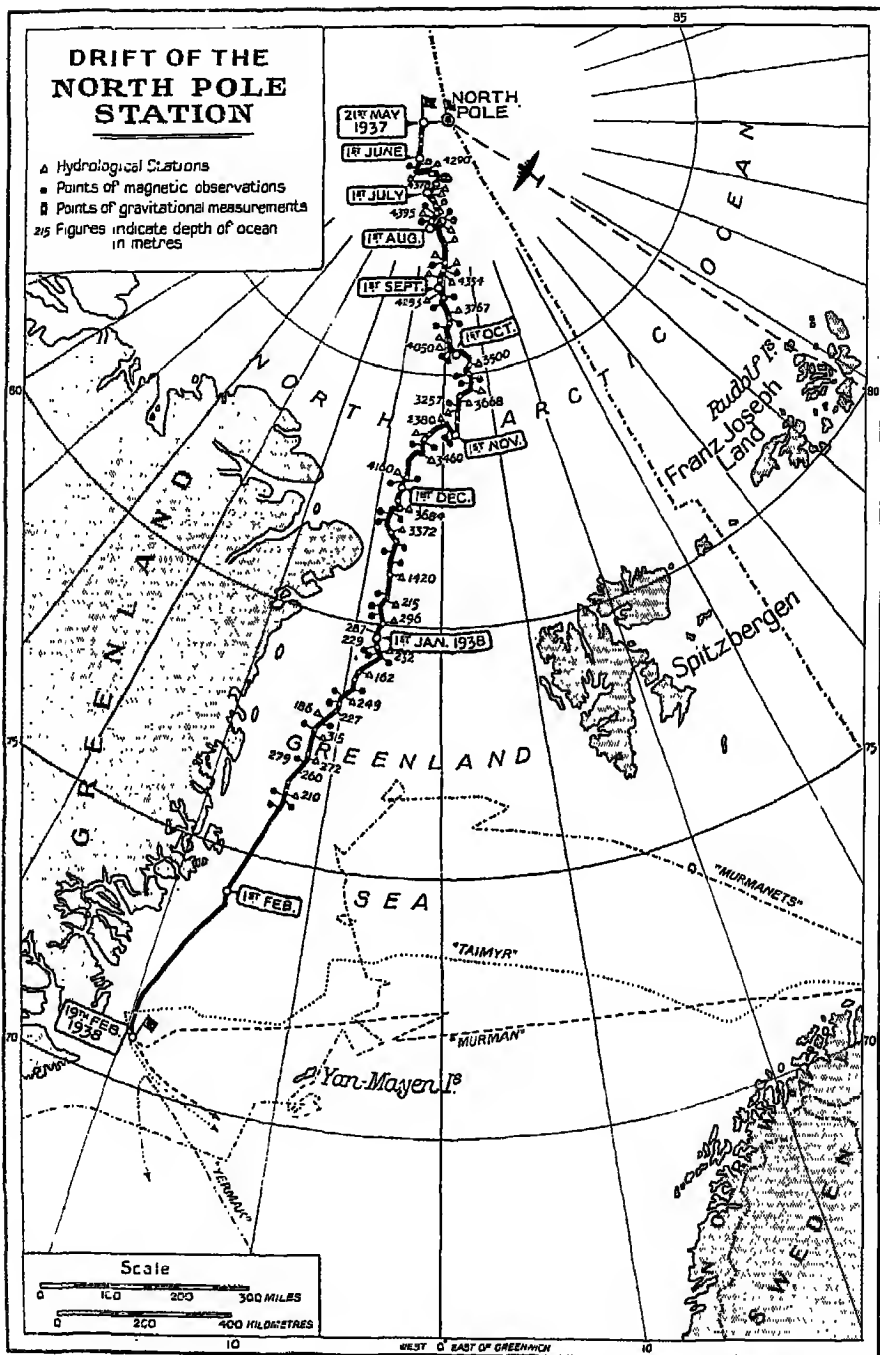 DRIFT OF THE
NORTH POLE
STATION
Hydrological Stations
Points of magnetic observations
Points of gravitational measurements
215 Figures indicate depth of ocean
in metres
85
NORTH
POLE
21ST MAY
1937
1ST JUNE
4290
1ST JULY
4395
1ST AUG.
4354
1ST SEPT.
4293
3767
1ST OCT.
4050
3500
3257
3668
2380
1ST NOV.
3460
4160
1ST DEC.
3684
3372
1420
215
296
287
1ST JAN. 1938
229
232
162
249
186
227
315
279
272
260
210
1ST FEB.
19TH FEB.
1938
NORTH ARCTIC OCEAN
Rudolf Is.
Franz Joseph
Land
Spitzbergen
GREENLAND
GREENLAND
SEA
80
80
75
75
70
70
"MURMANETS"
"TAIMYR"
"MURMAN"
Yan-Mayen Is.
"YERMAK"
NORWAY
SWEDEN
Scale
0 100 200 300 MILES
0 200 400 KILOMETRES
10
WEST 0° EAST OF GREENWICH
10